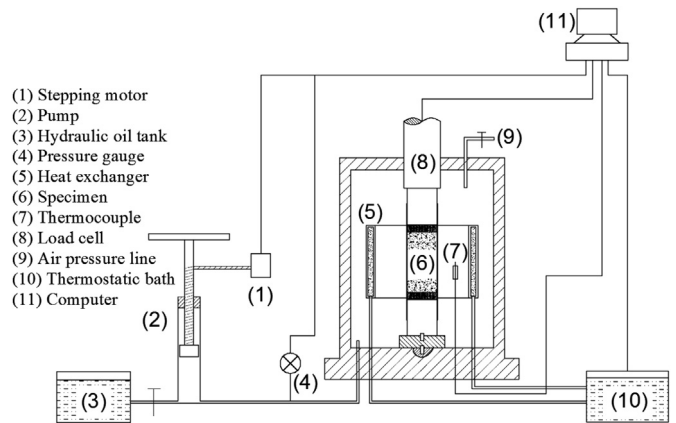 (1) Stepping motor
(2) Pump
(3) Hydraulic oil tank
(4) Pressure gauge
(5) Heat exchanger
(6) Specimen
(7) Thermocouple
(8) Load cell
(9) Air pressure line
(10) Thermostatic bath
(11) Computer
(11)
(9)
(8)
(5)
(7)
(6)
(1)
(2)
(4)
(3)
(10)